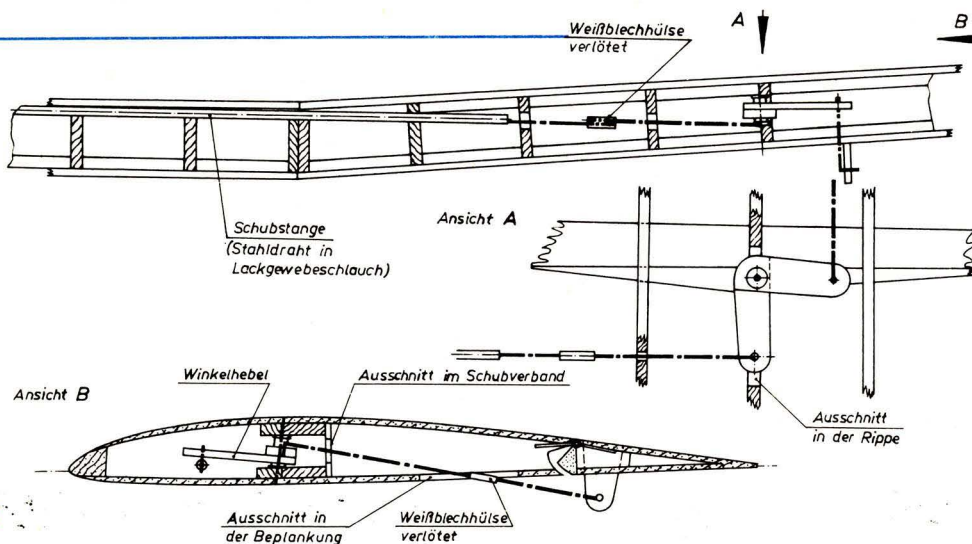 Weißblechhülse
verlötet
A
B
Schubstange
(Stahldraht in
Lackgewebeschlauch)
Ansicht A
Ansicht B
Winkelhebel
Ausschnitt im Schubverband
Ausschnitt
in der Rippe
Ausschnitt in
der Beplankung
Weißblechhülse
verlötet